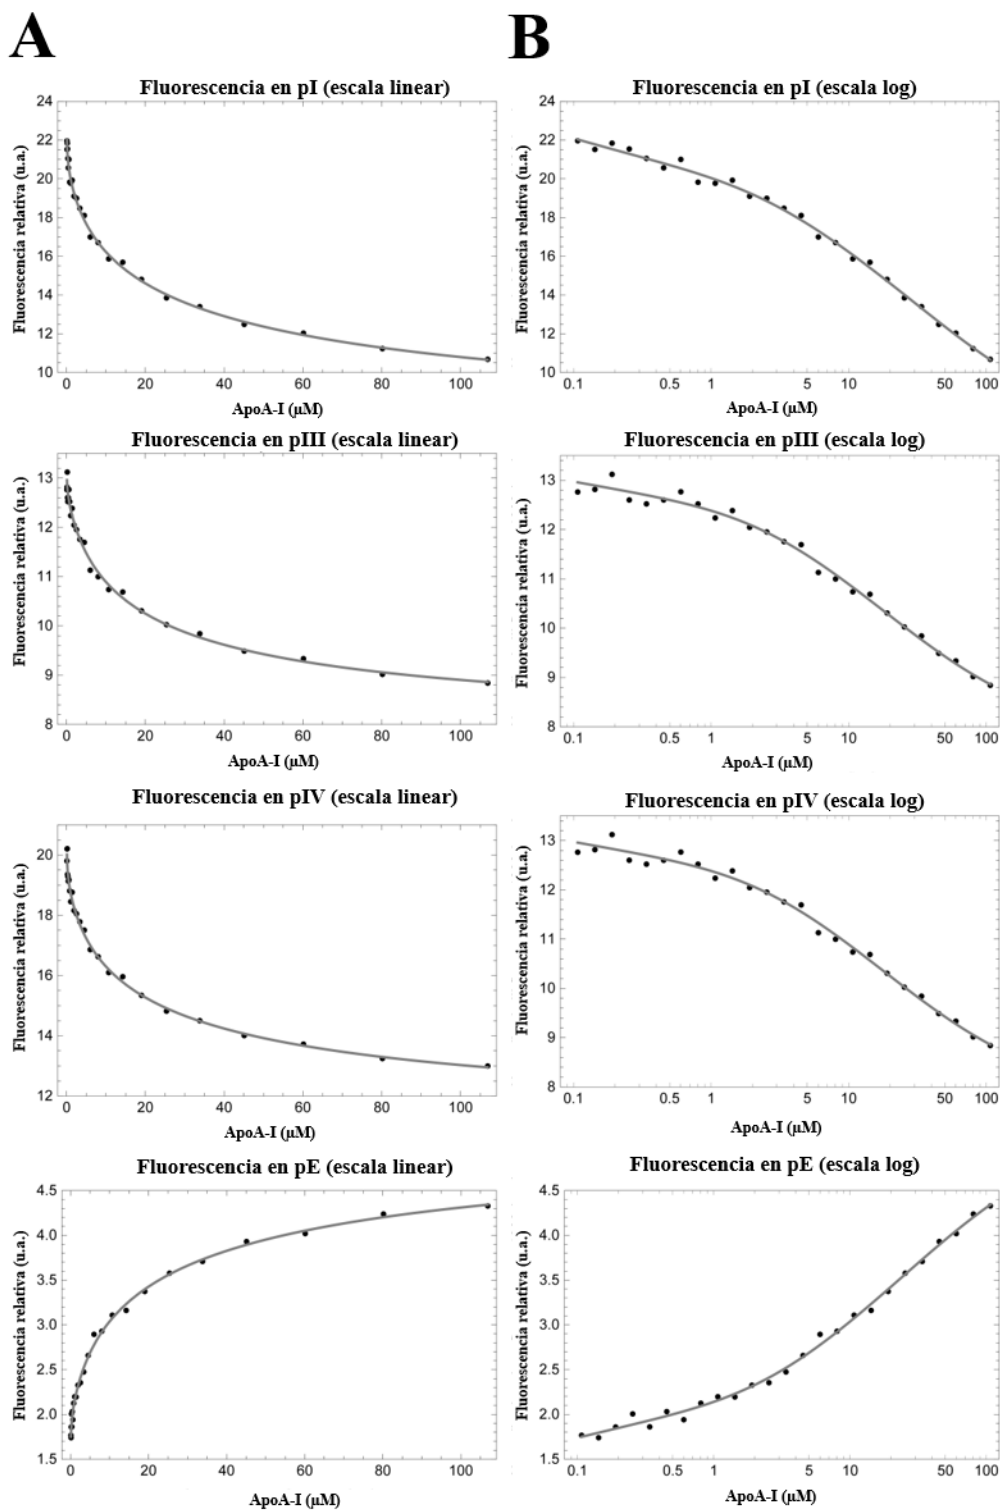 A
B
Fluorescencia en pI (escala linear)
Fluorescencia relativa (u.a.)
24
22
20
18
16
14
12
10
0 20 40 60 80 100
ApoA-I (µM)
Fluorescencia en pI (escala log)
Fluorescencia relativa (u.a.)
24
22
20
18
16
14
12
10
0.1 0.5 1 5 10 50 100
ApoA-I (µM)
Fluorescencia en pIII (escala linear)
Fluorescencia relativa (u.a.)
13
12
11
10
9
8
0 20 40 60 80 100
ApoA-I (µM)
Fluorescencia en pIII (escala log)
Fluorescencia relativa (u.a.)
13
12
11
10
9
8
0.1 0.5 1 5 10 50 100
ApoA-I (µM)
Fluorescencia en pIV (escala linear)
Fluorescencia relativa (u.a.)
20
18
16
14
12
0 20 40 60 80 100
ApoA-I (µM)
Fluorescencia en pIV (escala log)
Fluorescencia relativa (u.a.)
13
12
11
10
9
8
0.1 0.5 1 5 10 50 100
ApoA-I (µM)
Fluorescencia en pE (escala linear)
Fluorescencia relativa (u.a.)
4.5
4.0
3.5
3.0
2.5
2.0
1.5
0 20 40 60 80 100
ApoA-I (µM)
Fluorescencia en pE (escala log)
Fluorescencia relativa (u.a.)
4.5
4.0
3.5
3.0
2.5
2.0
1.5
0.1 0.5 1 5 10 50 100
ApoA-I (µM)